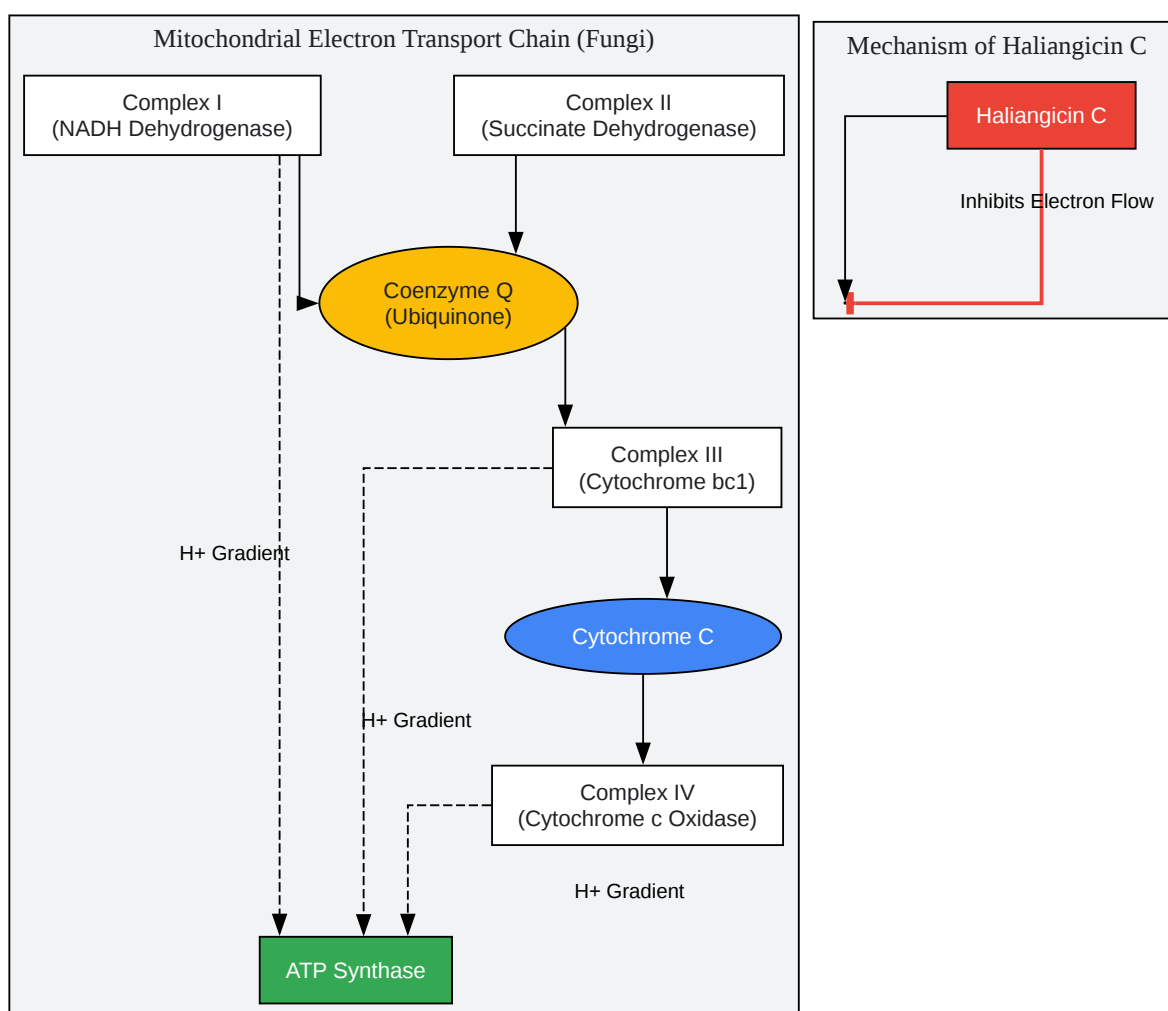 Mitochondrial Electron Transport Chain (Fungi)
Complex I
(NADH Dehydrogenase)
Complex II
(Succinate Dehydrogenase)
Coenzyme Q
(Ubiquinone)
Complex III
(Cytochrome bc1)
H+ Gradient
Cytochrome C
H+ Gradient
Complex IV
(Cytochrome c Oxidase)
H+ Gradient
ATP Synthase
Mechanism of Haliangicin C
Haliangicin C
Inhibits Electron Flow